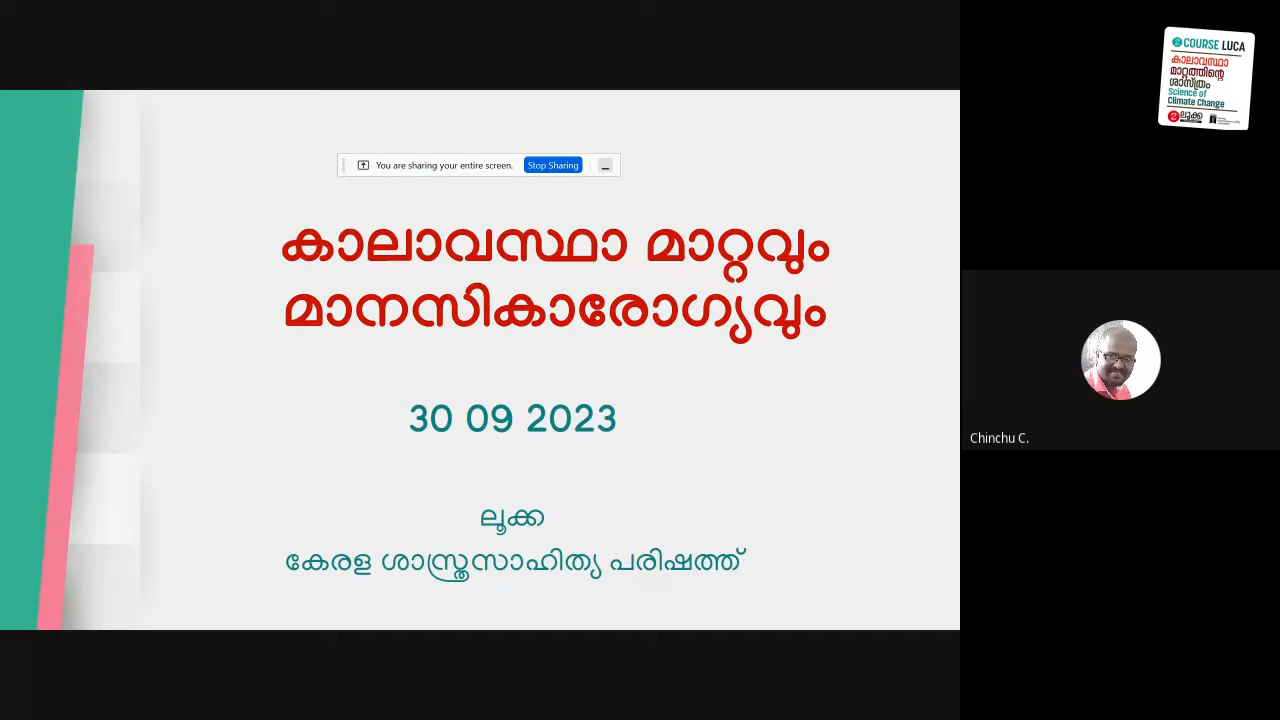 COURSE LUCA
കാലാവസ്ഥാ
മാറ്റത്തിന്റെ
ശാസ്ത്രം
Science of
Climate Change
ലൂക്ക
You are sharing your entire screen.
Stop Sharing
കാലാവസ്ഥാ മാറ്റവും
മാനസികാരോഗ്യവും
30 09 2023
ലൂക്ക
കേരള ശാസ്ത്രസാഹിത്യ പരിഷത്ത്
Chinchu C.